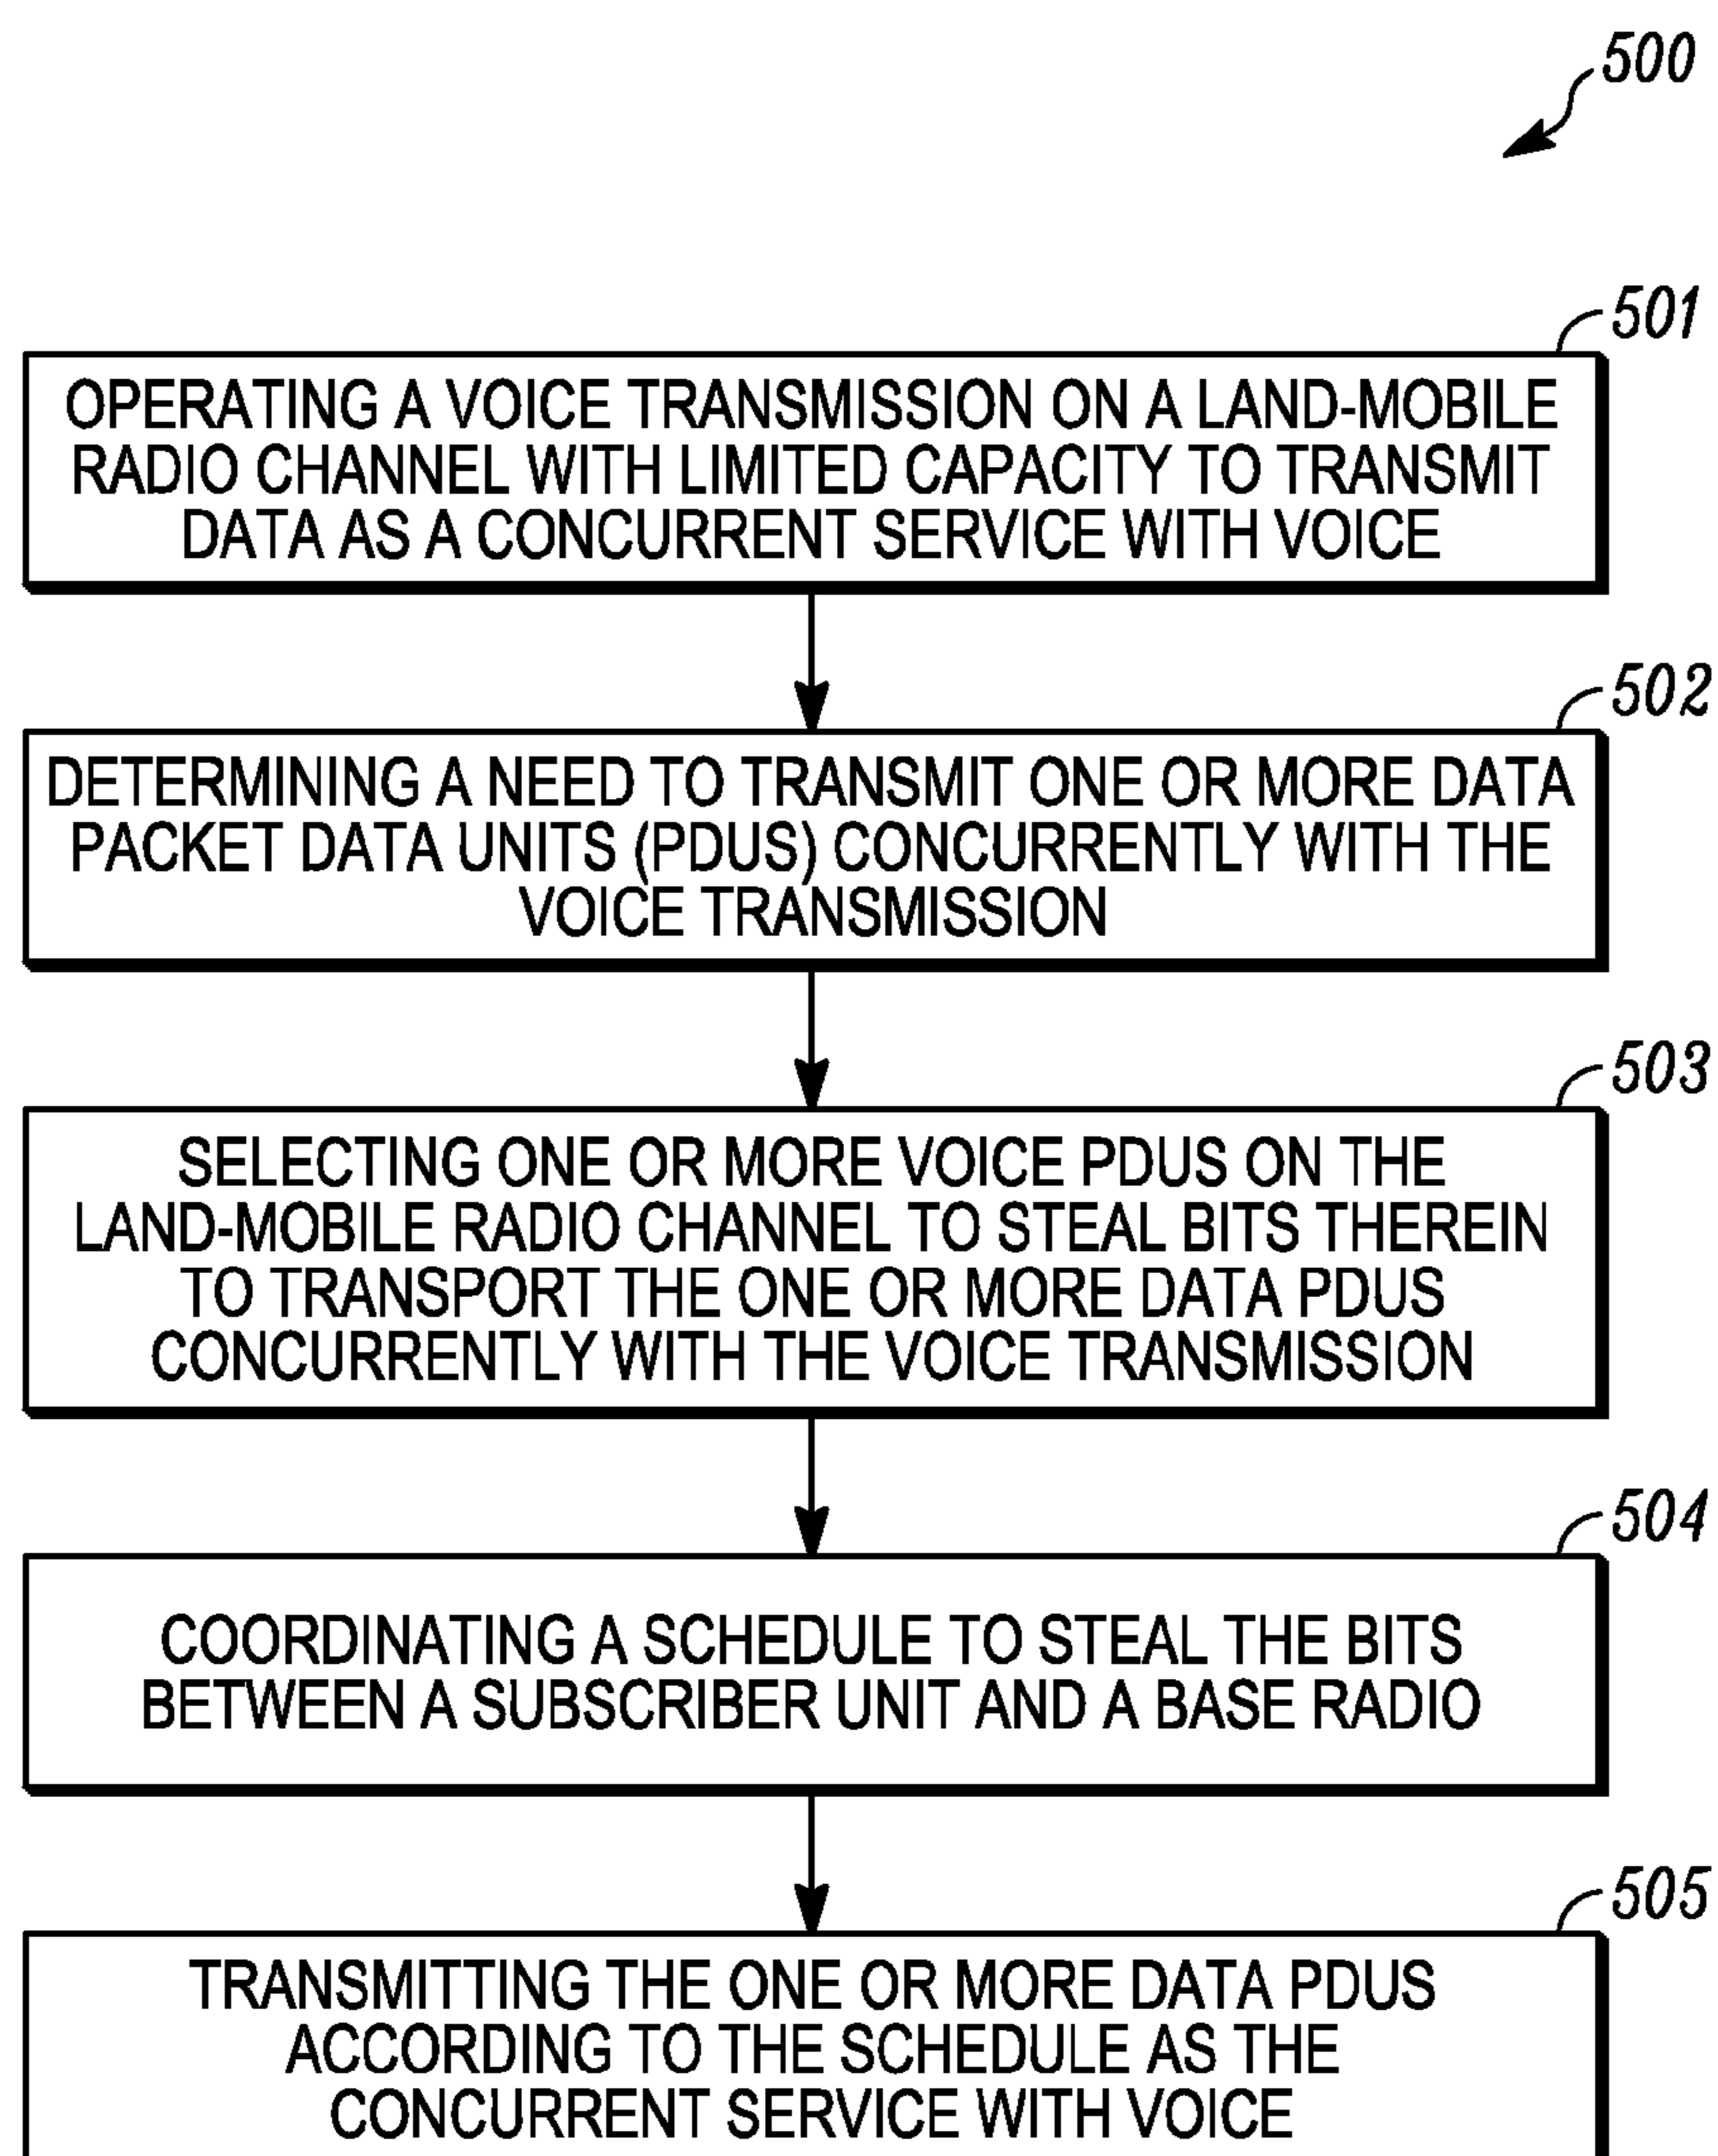 500
501
OPERATING A VOICE TRANSMISSION ON A LAND-MOBILE
RADIO CHANNEL WITH LIMITED CAPACITY TO TRANSMIT
DATA AS A CONCURRENT SERVICE WITH VOICE
502
DETERMINING A NEED TO TRANSMIT ONE OR MORE DATA
PACKET DATA UNITS (PDUS) CONCURRENTLY WITH THE
VOICE TRANSMISSION
503
SELECTING ONE OR MORE VOICE PDUS ON THE
LAND-MOBILE RADIO CHANNEL TO STEAL BITS THEREIN
TO TRANSPORT THE ONE OR MORE DATA PDUS
CONCURRENTLY WITH THE VOICE TRANSMISSION
504
COORDINATING A SCHEDULE TO STEAL THE BITS
BETWEEN A SUBSCRIBER UNIT AND A BASE RADIO
505
TRANSMITTING THE ONE OR MORE DATA PDUS
ACCORDING TO THE SCHEDULE AS THE
CONCURRENT SERVICE WITH VOICE